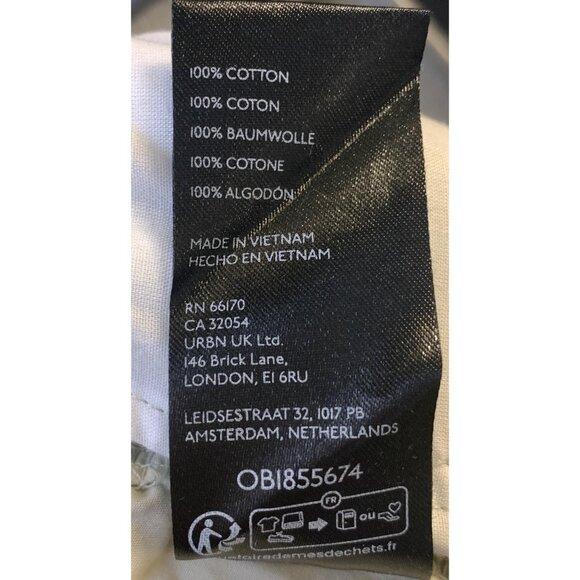 100% COTTON
100% COTON
100% BAUMWOLLE
100% COTONE
100% ALGODÓN
MADE IN VIETNAM
HECHO EN VIETNAM
RN 66170
CA 32054
URBN UK Ltd.
146 Brick Lane,
LONDON, E1 6RU
LEIDSESTRAAT 32, 1017 PB
AMSTERDAM, NETHERLANDS
OB1855674
FR
ou